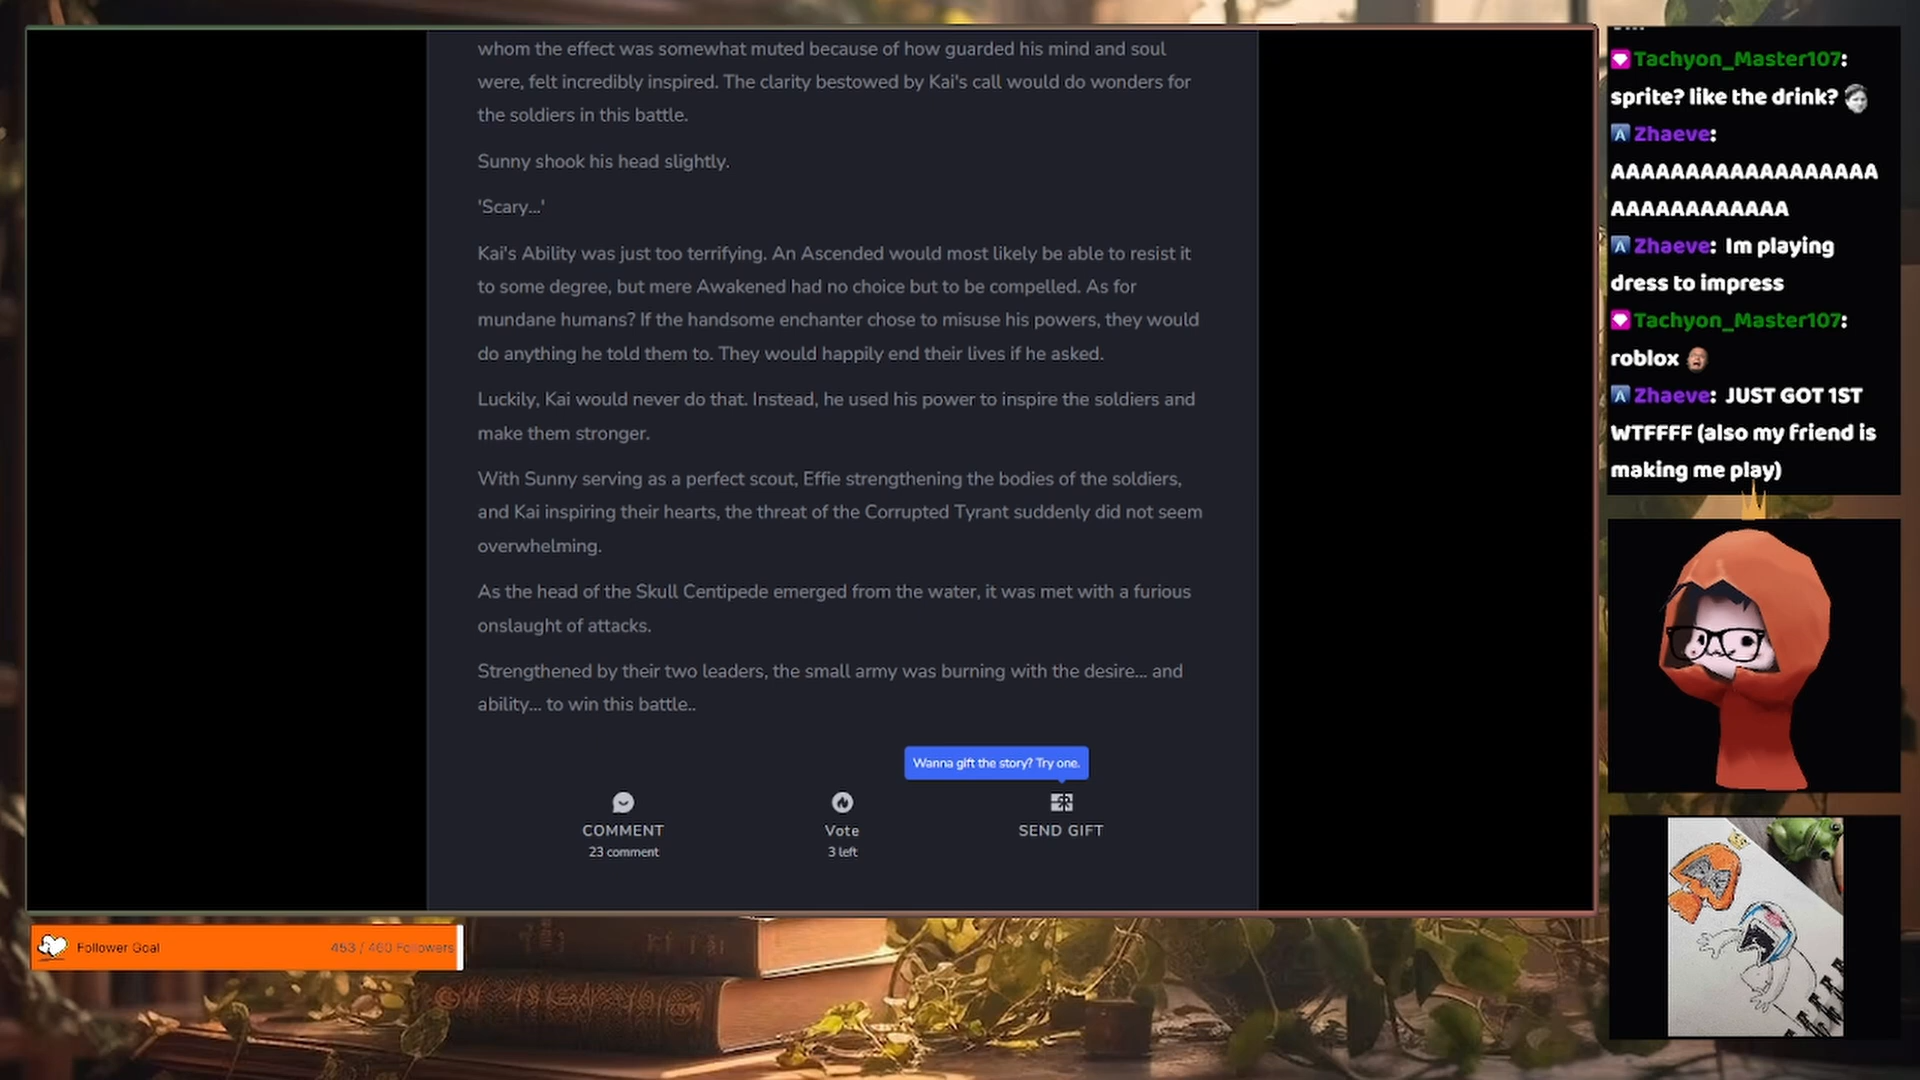 whom the effect was somewhat muted because of how guarded his mind and soul
were, felt incredibly inspired. The clarity bestowed by Kai's call would do wonders for
the soldiers in this battle.
Sunny shook his head slightly.
'Scary...'
Kai's Ability was just too terrifying. An Ascended would most likely be able to resist it
to some degree, but mere Awakened had no choice but to be compelled. As for
mundane humans? If the handsome enchanter chose to misuse his powers, they would
do anything he told them to. They would happily end their lives if he asked.
Luckily, Kai would never do that. Instead, he used his power to inspire the soldiers and
make them stronger.
With Sunny serving as a perfect scout, Effie strengthening the bodies of the soldiers,
and Kai inspiring their hearts, the threat of the Corrupted Tyrant suddenly did not seem
overwhelming.
As the head of the Skull Centipede emerged from the water, it was met with a furious
onslaught of attacks.
Strengthened by their two leaders, the small army was burning with the desire... and
ability... to win this battle..
Wanna gift the story? Try one.
COMMENT
23 comment
Vote
3 left
SEND GIFT
Tachyon_Master107:
sprite? like the drink?
A Zhaeve:
AAAAAAAAAAAAAAAAAA
AAAAAAAAAAAA
A Zhaeve: Im playing
dress to impress
Tachyon_Master107:
roblox
A Zhaeve: JUST GOT 1ST
WTFFFF (also my friend is
making me play)
Follower Goal
453 / 460 Followers